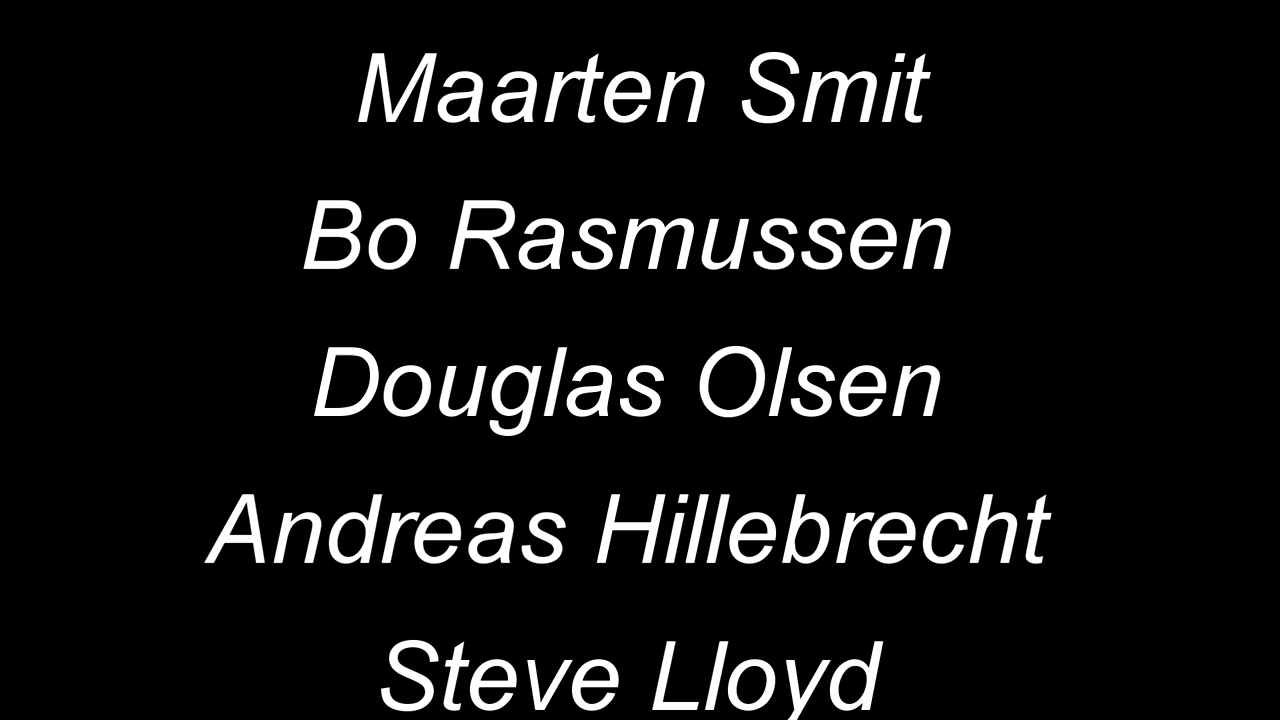 Maarten Smit
Bo Rasmussen
Douglas Olsen
Andreas Hillebrecht
Steve Lloyd